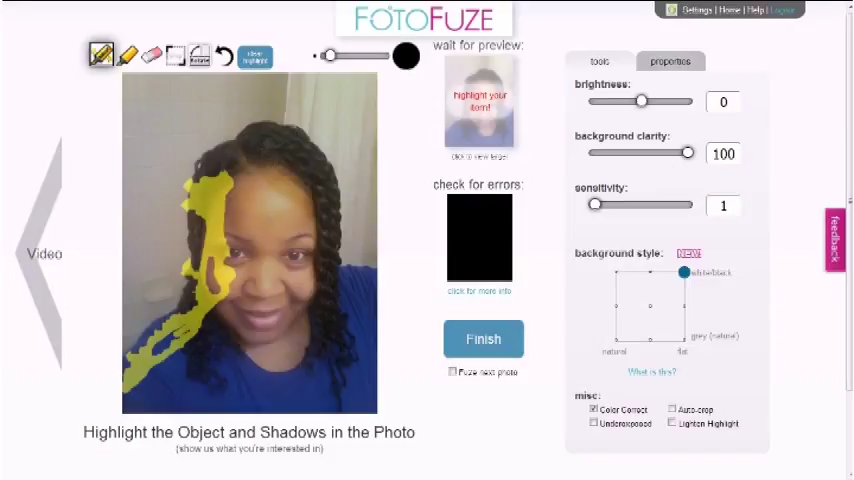 FOTOFUZE
Settings | Home | Help | Logout
clear
highlight
Rotate
wait for preview:
highlight your
item!
click to view larger
check for errors:
click for more info
Finish
Fuze next photo
Video
Highlight the Object and Shadows in the Photo
(show us what you're interested in)
tools
properties
brightness:
0
background clarity:
100
sensitivity:
1
background style:
NEW
white/black
grey (natural)
natural
flat
What is this?
misc:
Color Correct
Auto-crop
Underexposed
Lighten Highlight
feedback